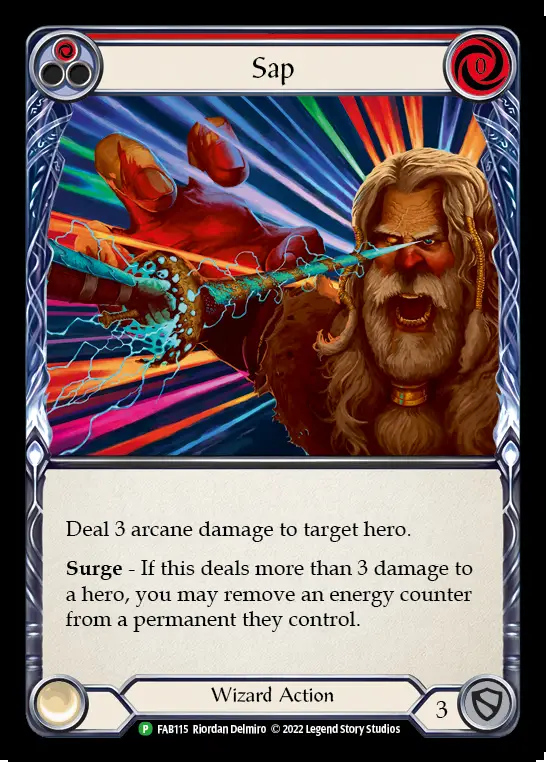 Sap
0
Deal 3 arcane damage to target hero.
Surge - If this deals more than 3 damage to
a hero, you may remove an energy counter
from a permanent they control.
Wizard Action
3
P FAB115 Riordan Delmiro © 2022 Legend Story Studios